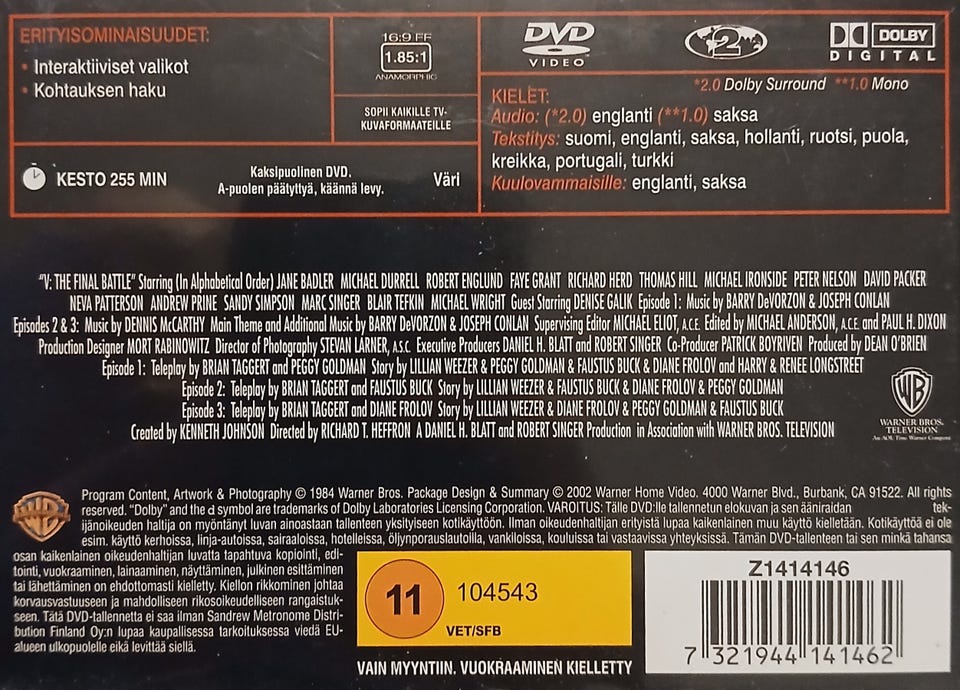 ERITYISOMINAISUUDET:
• Interaktiiviset valikot
• Kohtauksen haku
16:9 FF
1.85:1
ANAMORPHIC
SOPII KAIKILLE TV-
KUVAFORMAATEILLE
KESTO 255 MIN
Kaksipuolinen DVD.
A-puolen päätyttyä, käännä levy.
Väri
DVD
VIDEO
2
DOLBY
DIGITAL
*2.0 Dolby Surround **1.0 Mono
KIELET:
Audio: (*2.0) englanti (**1.0) saksa
Tekstitys: suomi, englanti, saksa, hollanti, ruotsi, puola,
kreikka, portugali, turkki
Kuulovammaisille: englanti, saksa
"V: THE FINAL BATTLE" Starring (In Alphabetical Order) JANE BADLER MICHAEL DURRELL ROBERT ENGLUND FAYE GRANT RICHARD HERD THOMAS HILL MICHAEL IRONSIDE PETER NELSON DAVID PACKER
NEVA PATTERSON ANDREW PRINE SANDY SIMPSON MARC SINGER BLAIR TEFKIN MICHAEL WRIGHT Guest Starring DENISE GALIK Episode 1: Music by BARRY DeVORZON & JOSEPH CONLAN
Episodes 2 & 3: Music by DENNIS McCARTHY Main Theme and Additional Music by BARRY DeVORZON & JOSEPH CONLAN Supervising Editor MICHAEL ELIOT, A.C.E. Edited by MICHAEL ANDERSON, A.C.E. and PAUL H. DIXON
Production Designer MORT RABINOWITZ Director of Photography STEVAN LARNER, A.S.C. Executive Producers DANIEL H. BLATT and ROBERT SINGER Co-Producer PATRICK BOYRIVEN Produced by DEAN O'BRIEN
Episode 1: Teleplay by BRIAN TAGGERT and PEGGY GOLDMAN Story by LILLIAN WEEZER & PEGGY GOLDMAN & FAUSTUS BUCK & DIANE FROLOV and HARRY & RENEE LONGSTREET
Episode 2: Teleplay by BRIAN TAGGERT and FAUSTUS BUCK Story by LILLIAN WEEZER & FAUSTUS BUCK & DIANE FROLOV & PEGGY GOLDMAN
Episode 3: Teleplay by BRIAN TAGGERT and DIANE FROLOV Story by LILLIAN WEEZER & DIANE FROLOV & PEGGY GOLDMAN & FAUSTUS BUCK
Created by KENNETH JOHNSON Directed by RICHARD T. HEFFRON A DANIEL H. BLATT and ROBERT SINGER Production in Association with WARNER BROS. TELEVISION
WB
WARNER BROS.
TELEVISION
An AOL Time Warner Company
WB
Program Content, Artwork & Photography © 1984 Warner Bros. Package Design & Summary © 2002 Warner Home Video. 4000 Warner Blvd., Burbank, CA 91522. All rights
reserved. "Dolby" and the d symbol are trademarks of Dolby Laboratories Licensing Corporation. VAROITUS: Tälle DVD:lle tallennetun elokuvan ja sen ääniraidan tek-
ijänoikeuden haltija on myöntänyt luvan ainoastaan tallenteen yksityiseen kotikäyttöön. Ilman oikeudenhaltijan erityistä lupaa kaikenlainen muu käyttö kielletään. Kotikäyttöä ei ole
esim. käyttö kerhoissa, linja-autoissa, sairaaloissa, hotelleissa, öljynporauslautoilla, vankiloissa, kouluissa tai vastaavissa yhteyksissä. Tämän DVD-tallenteen tai sen minkä tahansa
osan kaikenlainen oikeudenhaltijan luvatta tapahtuva kopiointi, edi-
tointi, vuokraaminen, lainaaminen, näyttäminen, julkinen esittäminen
tai lähettäminen on ehdottomasti kielletty. Kiellon rikkominen johtaa
korvausvastuuseen ja mahdolliseen rikosoikeudelliseen rangaistuk-
seen. Tätä DVD-tallennetta ei saa ilman Sandrew Metronome Distri-
bution Finland Oy:n lupaa kaupallisessa tarkoituksessa viedä EU-
alueen ulkopuolelle eikä levittää siellä.
11
104543
VET/SFB
VAIN MYYNTIIN. VUOKRAAMINEN KIELLETTY
Z1414146
7 321944 141462